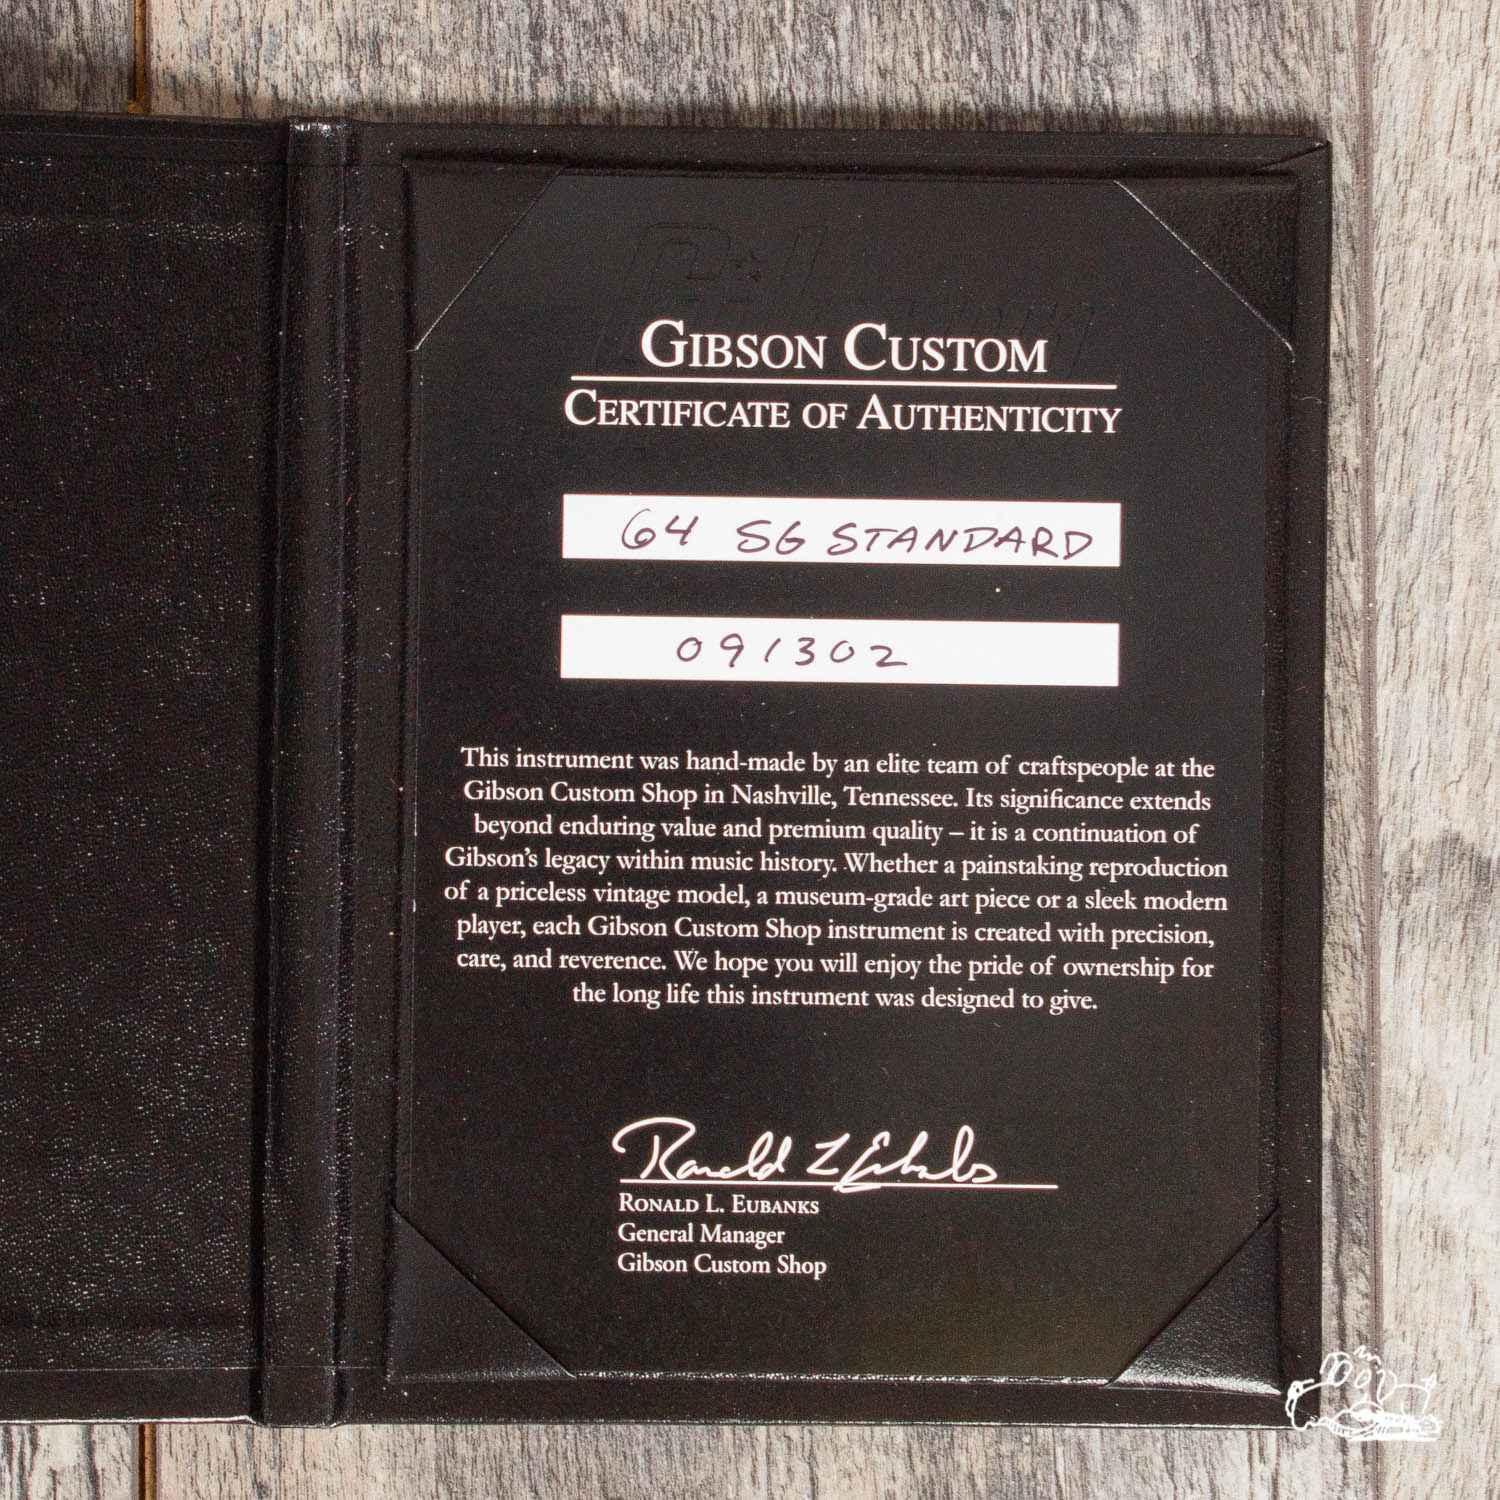 GIBSON CUSTOM
CERTIFICATE OF AUTHENTICITY
64 SG STANDARD
091302
This instrument was hand-made by an elite team of craftspeople at the
Gibson Custom Shop in Nashville, Tennessee. Its significance extends
beyond enduring value and premium quality – it is a continuation of
Gibson's legacy within music history. Whether a painstaking reproduction
of a priceless vintage model, a museum-grade art piece or a sleek modern
player, each Gibson Custom Shop instrument is created with precision,
care, and reverence. We hope you will enjoy the pride of ownership for
the long life this instrument was designed to give.
Ronald L Eubanks
RONALD L. EUBANKS
General Manager
Gibson Custom Shop